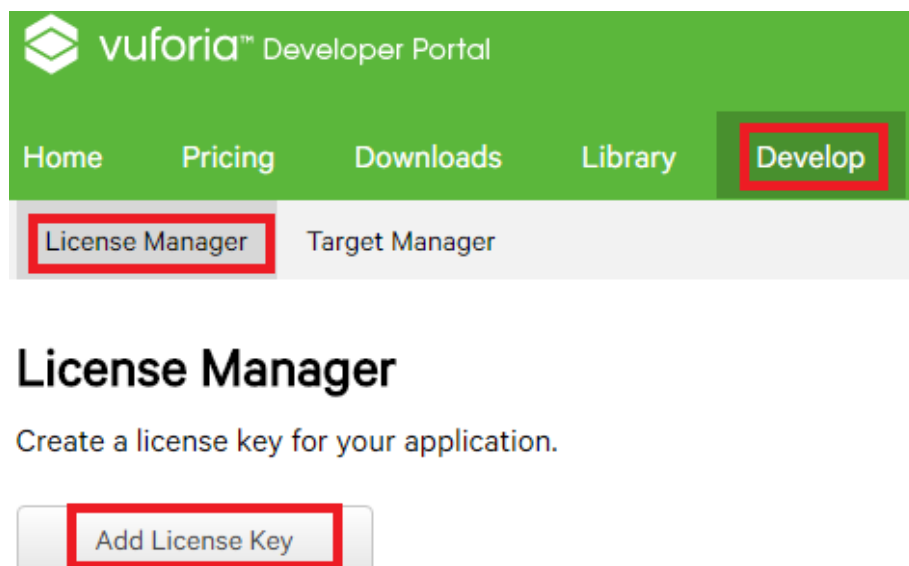 vuforia™ Developer Portal
Home Pricing Downloads Library Develop
License Manager Target Manager
License Manager
Create a license key for your application.
Add License Key